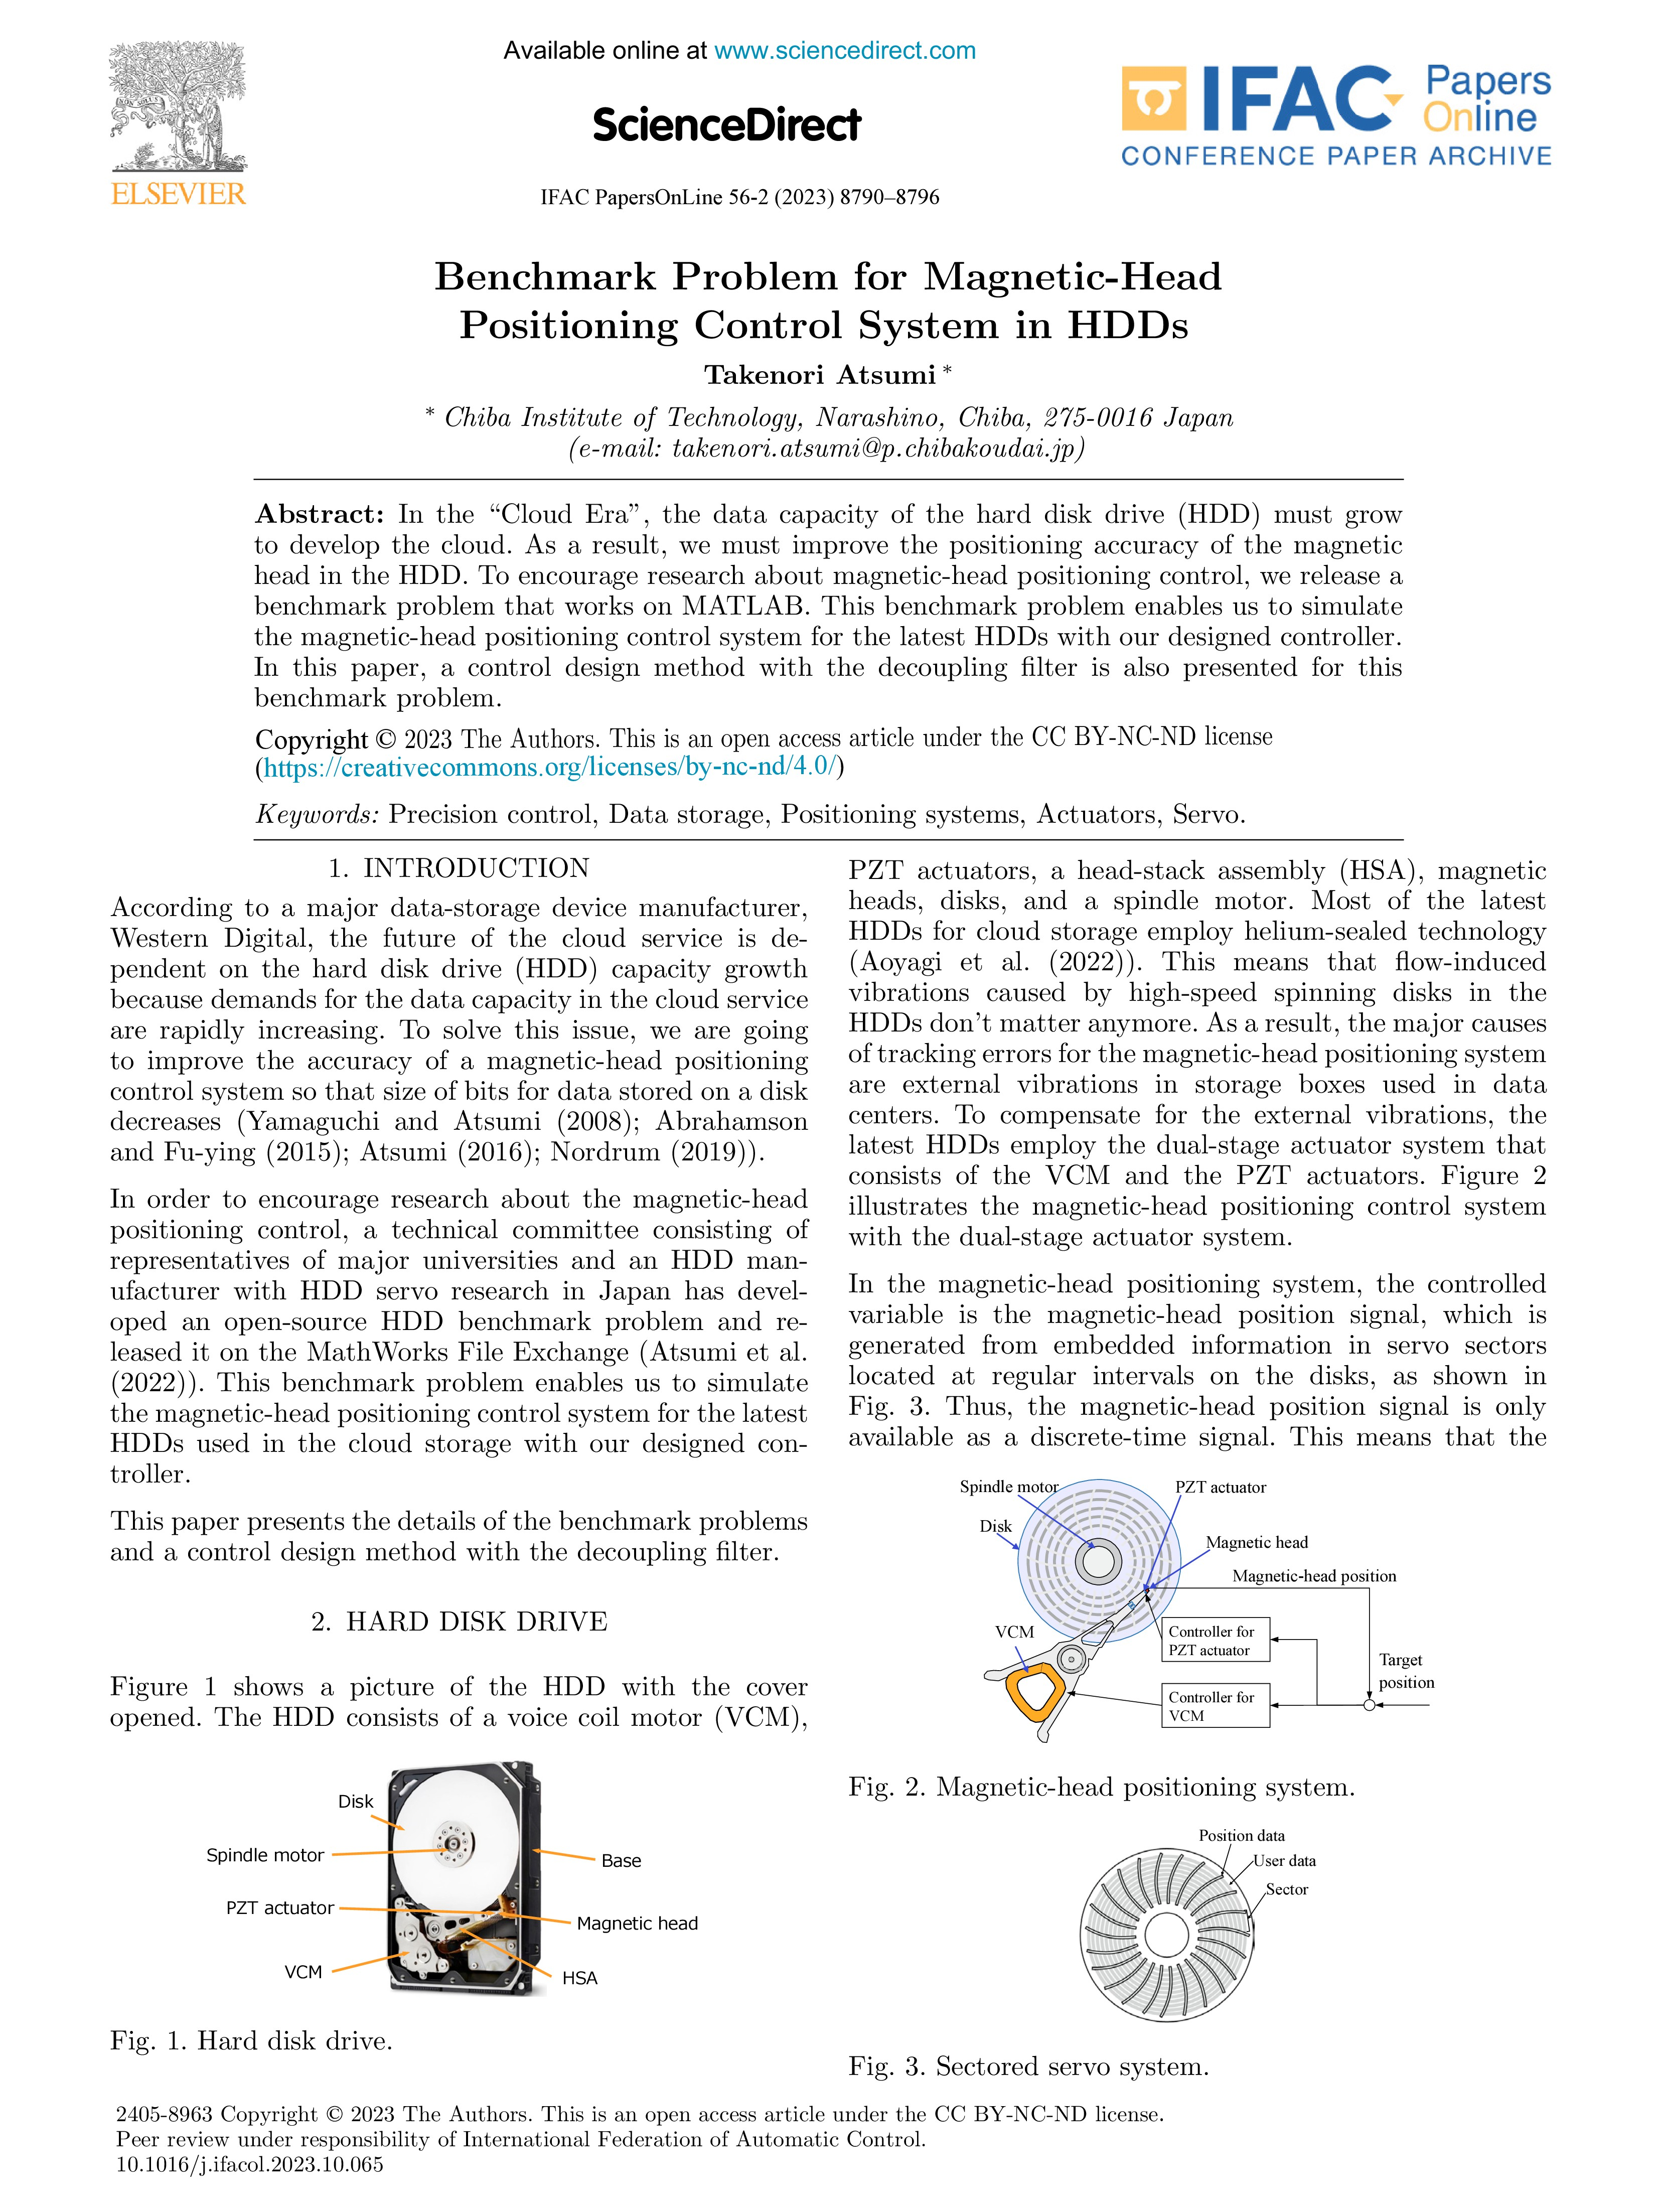 Available online at www.sciencedirect.com
ScienceDirect
IFAC PapersOnLine 56-2 (2023) 8790–8796
ELSEVIER
IFAC Papers
Online
CONFERENCE PAPER ARCHIVE
Benchmark Problem for Magnetic-Head
Positioning Control System in HDDs
Takenori Atsumi *
* Chiba Institute of Technology, Narashino, Chiba, 275-0016 Japan
(e-mail: takenori.atsumi@p.chibakoudai.jp)
Abstract: In the “Cloud Era”, the data capacity of the hard disk drive (HDD) must grow
to develop the cloud. As a result, we must improve the positioning accuracy of the magnetic
head in the HDD. To encourage research about magnetic-head positioning control, we release a
benchmark problem that works on MATLAB. This benchmark problem enables us to simulate
the magnetic-head positioning control system for the latest HDDs with our designed controller.
In this paper, a control design method with the decoupling filter is also presented for this
benchmark problem.
Copyright © 2023 The Authors. This is an open access article under the CC BY-NC-ND license
(https://creativecommons.org/licenses/by-nc-nd/4.0/)
Keywords: Precision control, Data storage, Positioning systems, Actuators, Servo.
1. INTRODUCTION
According to a major data-storage device manufacturer,
Western Digital, the future of the cloud service is de-
pendent on the hard disk drive (HDD) capacity growth
because demands for the data capacity in the cloud service
are rapidly increasing. To solve this issue, we are going
to improve the accuracy of a magnetic-head positioning
control system so that size of bits for data stored on a disk
decreases (Yamaguchi and Atsumi (2008); Abrahamson
and Fu-ying (2015); Atsumi (2016); Nordrum (2019)).
In order to encourage research about the magnetic-head
positioning control, a technical committee consisting of
representatives of major universities and an HDD man-
ufacturer with HDD servo research in Japan has devel-
oped an open-source HDD benchmark problem and re-
leased it on the MathWorks File Exchange (Atsumi et al.
(2022)). This benchmark problem enables us to simulate
the magnetic-head positioning control system for the latest
HDDs used in the cloud storage with our designed con-
troller.
This paper presents the details of the benchmark problems
and a control design method with the decoupling filter.
2. HARD DISK DRIVE
Figure 1 shows a picture of the HDD with the cover
opened. The HDD consists of a voice coil motor (VCM),
Disk
Spindle motor
Base
PZT actuator
Magnetic head
VCM
HSA
Fig. 1. Hard disk drive.
PZT actuators, a head-stack assembly (HSA), magnetic
heads, disks, and a spindle motor. Most of the latest
HDDs for cloud storage employ helium-sealed technology
(Aoyagi et al. (2022)). This means that flow-induced
vibrations caused by high-speed spinning disks in the
HDDs don’t matter anymore. As a result, the major causes
of tracking errors for the magnetic-head positioning system
are external vibrations in storage boxes used in data
centers. To compensate for the external vibrations, the
latest HDDs employ the dual-stage actuator system that
consists of the VCM and the PZT actuators. Figure 2
illustrates the magnetic-head positioning control system
with the dual-stage actuator system.
In the magnetic-head positioning system, the controlled
variable is the magnetic-head position signal, which is
generated from embedded information in servo sectors
located at regular intervals on the disks, as shown in
Fig. 3. Thus, the magnetic-head position signal is only
available as a discrete-time signal. This means that the
Spindle motor
PZT actuator
Disk
Magnetic head
Magnetic-head position
VCM
Controller for
PZT actuator
Target
position
Controller for
VCM
Fig. 2. Magnetic-head positioning system.
Position data
User data
Sector
Fig. 3. Sectored servo system.
2405-8963 Copyright © 2023 The Authors. This is an open access article under the CC BY-NC-ND license.
Peer review under responsibility of International Federation of Automatic Control.
10.1016/j.ifacol.2023.10.065